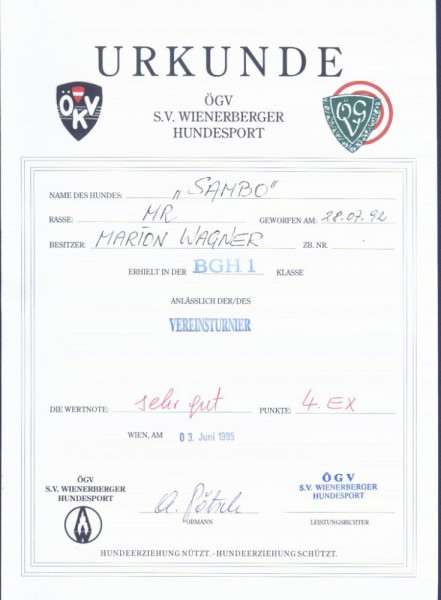 URKUNDE
ÖKV
ÖGV
S.V. WIENERBERGER
HUNDESPORT
ÖGV
NAME DES HUNDES: „SAMBO"
RASSE: MR GEWORFEN AM: 28.07.92
BESITZER: MARION WAGNER ZB. NR.
ERHIELT IN DER BGH 1 KLASSE
ANLÄSSLICH DER/DES
VEREINSTURNIER
DIE WERTNOTE: sehr gut PUNKTE: 4. EX
WIEN, AM 03. Juni 1995
ÖGV
S.V. WIENERBERGER
HUNDESPORT
OBMANN
ÖGV
S.V. WIENERBERGER
HUNDESPORT
LEISTUNGSRICHTER
HUNDEERZIEHUNG NÜTZT. - HUNDEERZIEHUNG SCHÜTZT.